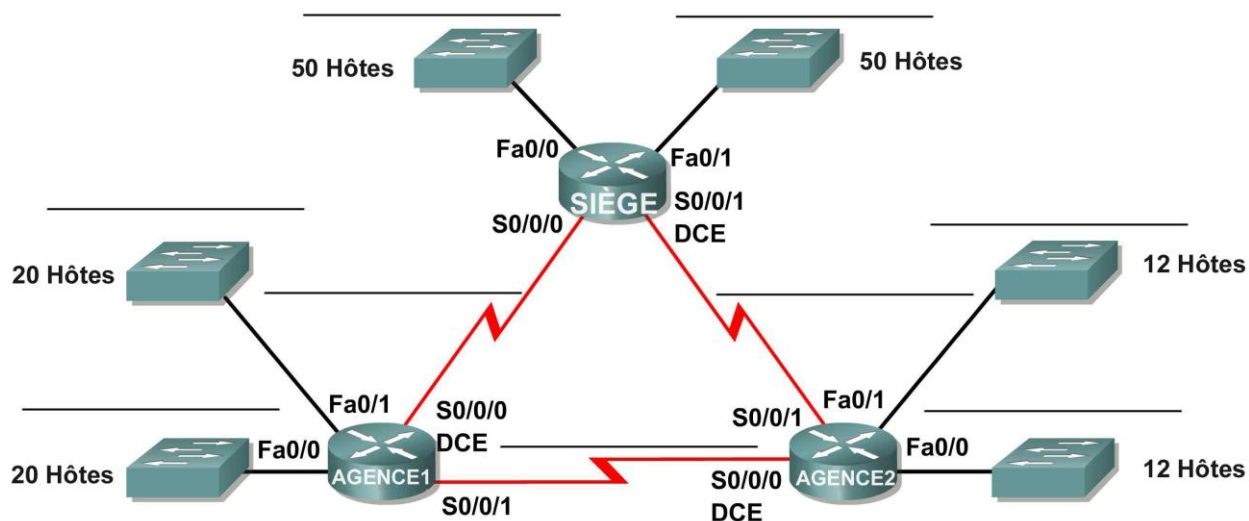 50 Hôtes
50 Hôtes
Fa0/0
Fa0/1
SIÈGE
S0/0/1
DCE
S0/0/0
20 Hôtes
12 Hôtes
Fa0/1
S0/0/0
DCE
S0/0/1
Fa0/1
Fa0/0
Fa0/0
20 Hôtes
AGENCE1
S0/0/1
S0/0/0
DCE
AGENCE2
12 Hôtes